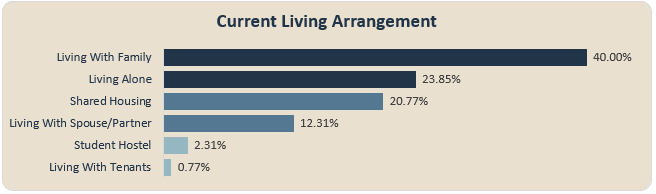 Current Living Arrangement
Living With Family 40.00%
Living Alone 23.85%
Shared Housing 20.77%
Living With Spouse/Partner 12.31%
Student Hostel 2.31%
Living With Tenants 0.77%